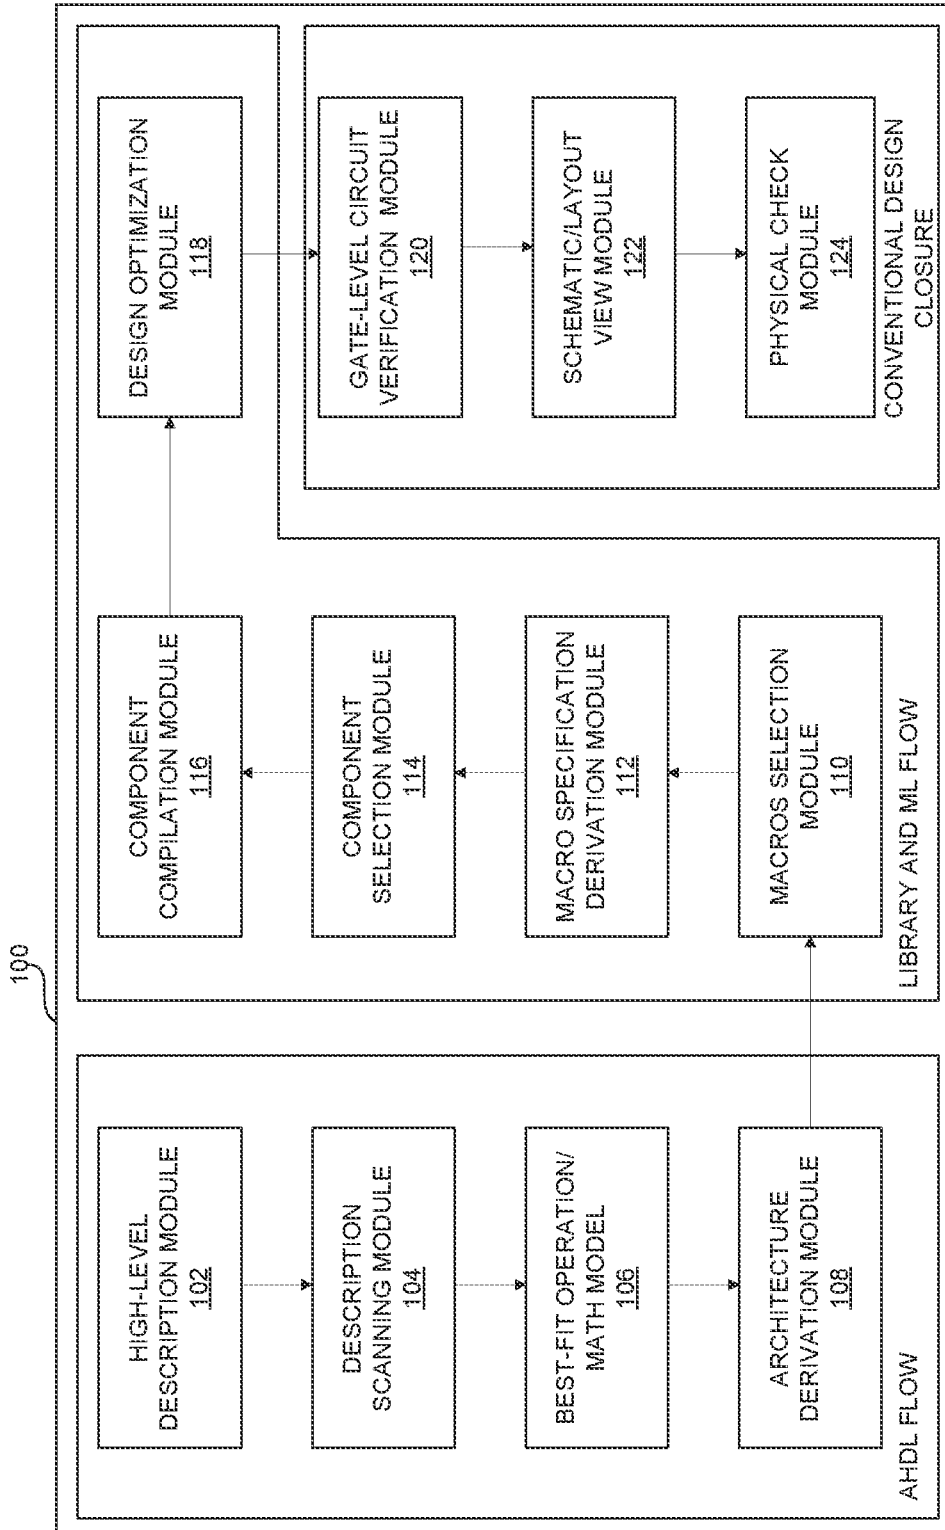 100
HIGH-LEVEL
DESCRIPTION MODULE
102
DESCRIPTION
SCANNING MODULE
104
BEST-FIT OPERATION/
MATH MODEL
106
ARCHITECTURE
DERIVATION MODULE
108
AHDL FLOW
COMPONENT
COMPILATION MODULE
116
COMPONENT
SELECTION MODULE
114
MACRO SPECIFICATION
DERIVATION MODULE
112
MACROS SELECTION
MODULE
110
LIBRARY AND ML FLOW
DESIGN OPTIMIZATION
MODULE
118
GATE-LEVEL CIRCUIT
VERIFICATION MODULE
120
SCHEMATIC/LAYOUT
VIEW MODULE
122
PHYSICAL CHECK
MODULE
124
CONVENTIONAL DESIGN
CLOSURE